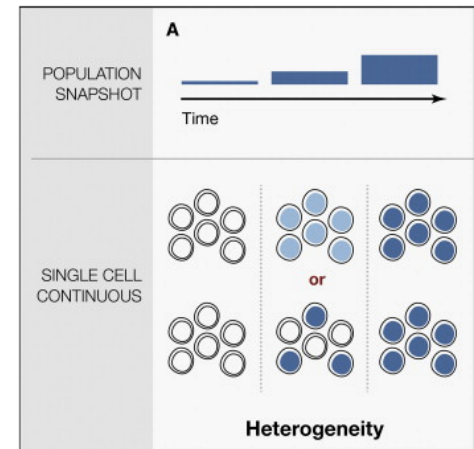 A
POPULATION
SNAPSHOT
Time
SINGLE CELL
CONTINUOUS
or
Heterogeneity